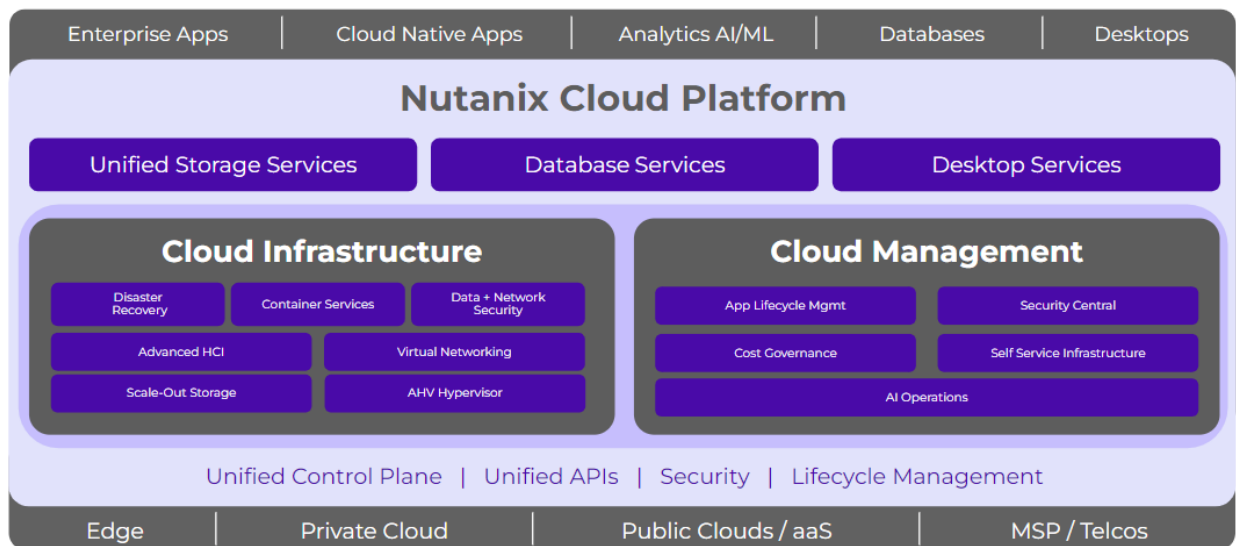 Enterprise Apps | Cloud Native Apps | Analytics AI/ML | Databases | Desktops
Nutanix Cloud Platform
Unified Storage Services
Database Services
Desktop Services
Cloud Infrastructure
Disaster
Recovery
Container Services
Data + Network
Security
Advanced HCI
Virtual Networking
Scale-Out Storage
AHV Hypervisor
Cloud Management
App Lifecycle Mgmt
Security Central
Cost Governance
Self Service Infrastructure
AI Operations
Unified Control Plane | Unified APIs | Security | Lifecycle Management
Edge | Private Cloud | Public Clouds / aaS | MSP / Telcos